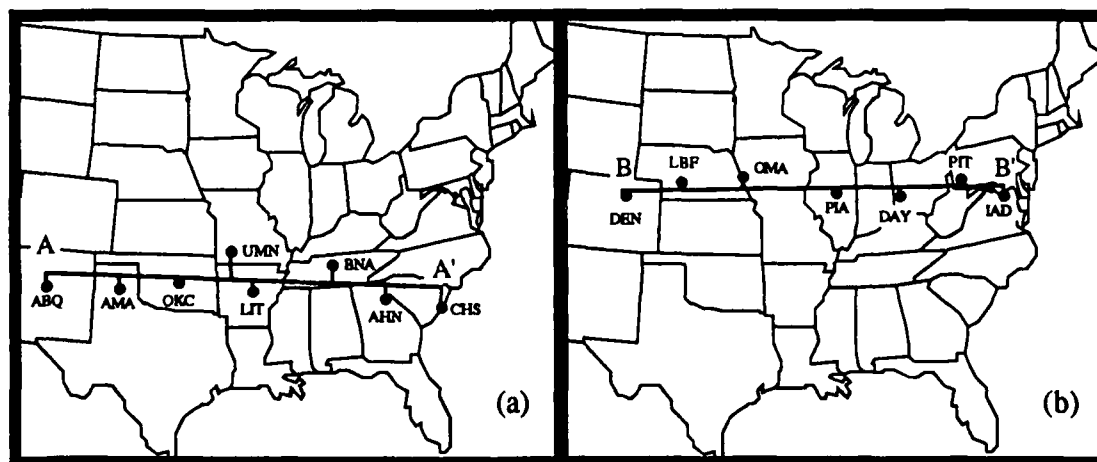 A
UMN
BNA
A'
ABQ
AMA
OKC
LIT
AHN
CHS
(a)
B
LBF
OMA
PIT
B'
DEN
PIA
DAY
IAD
(b)